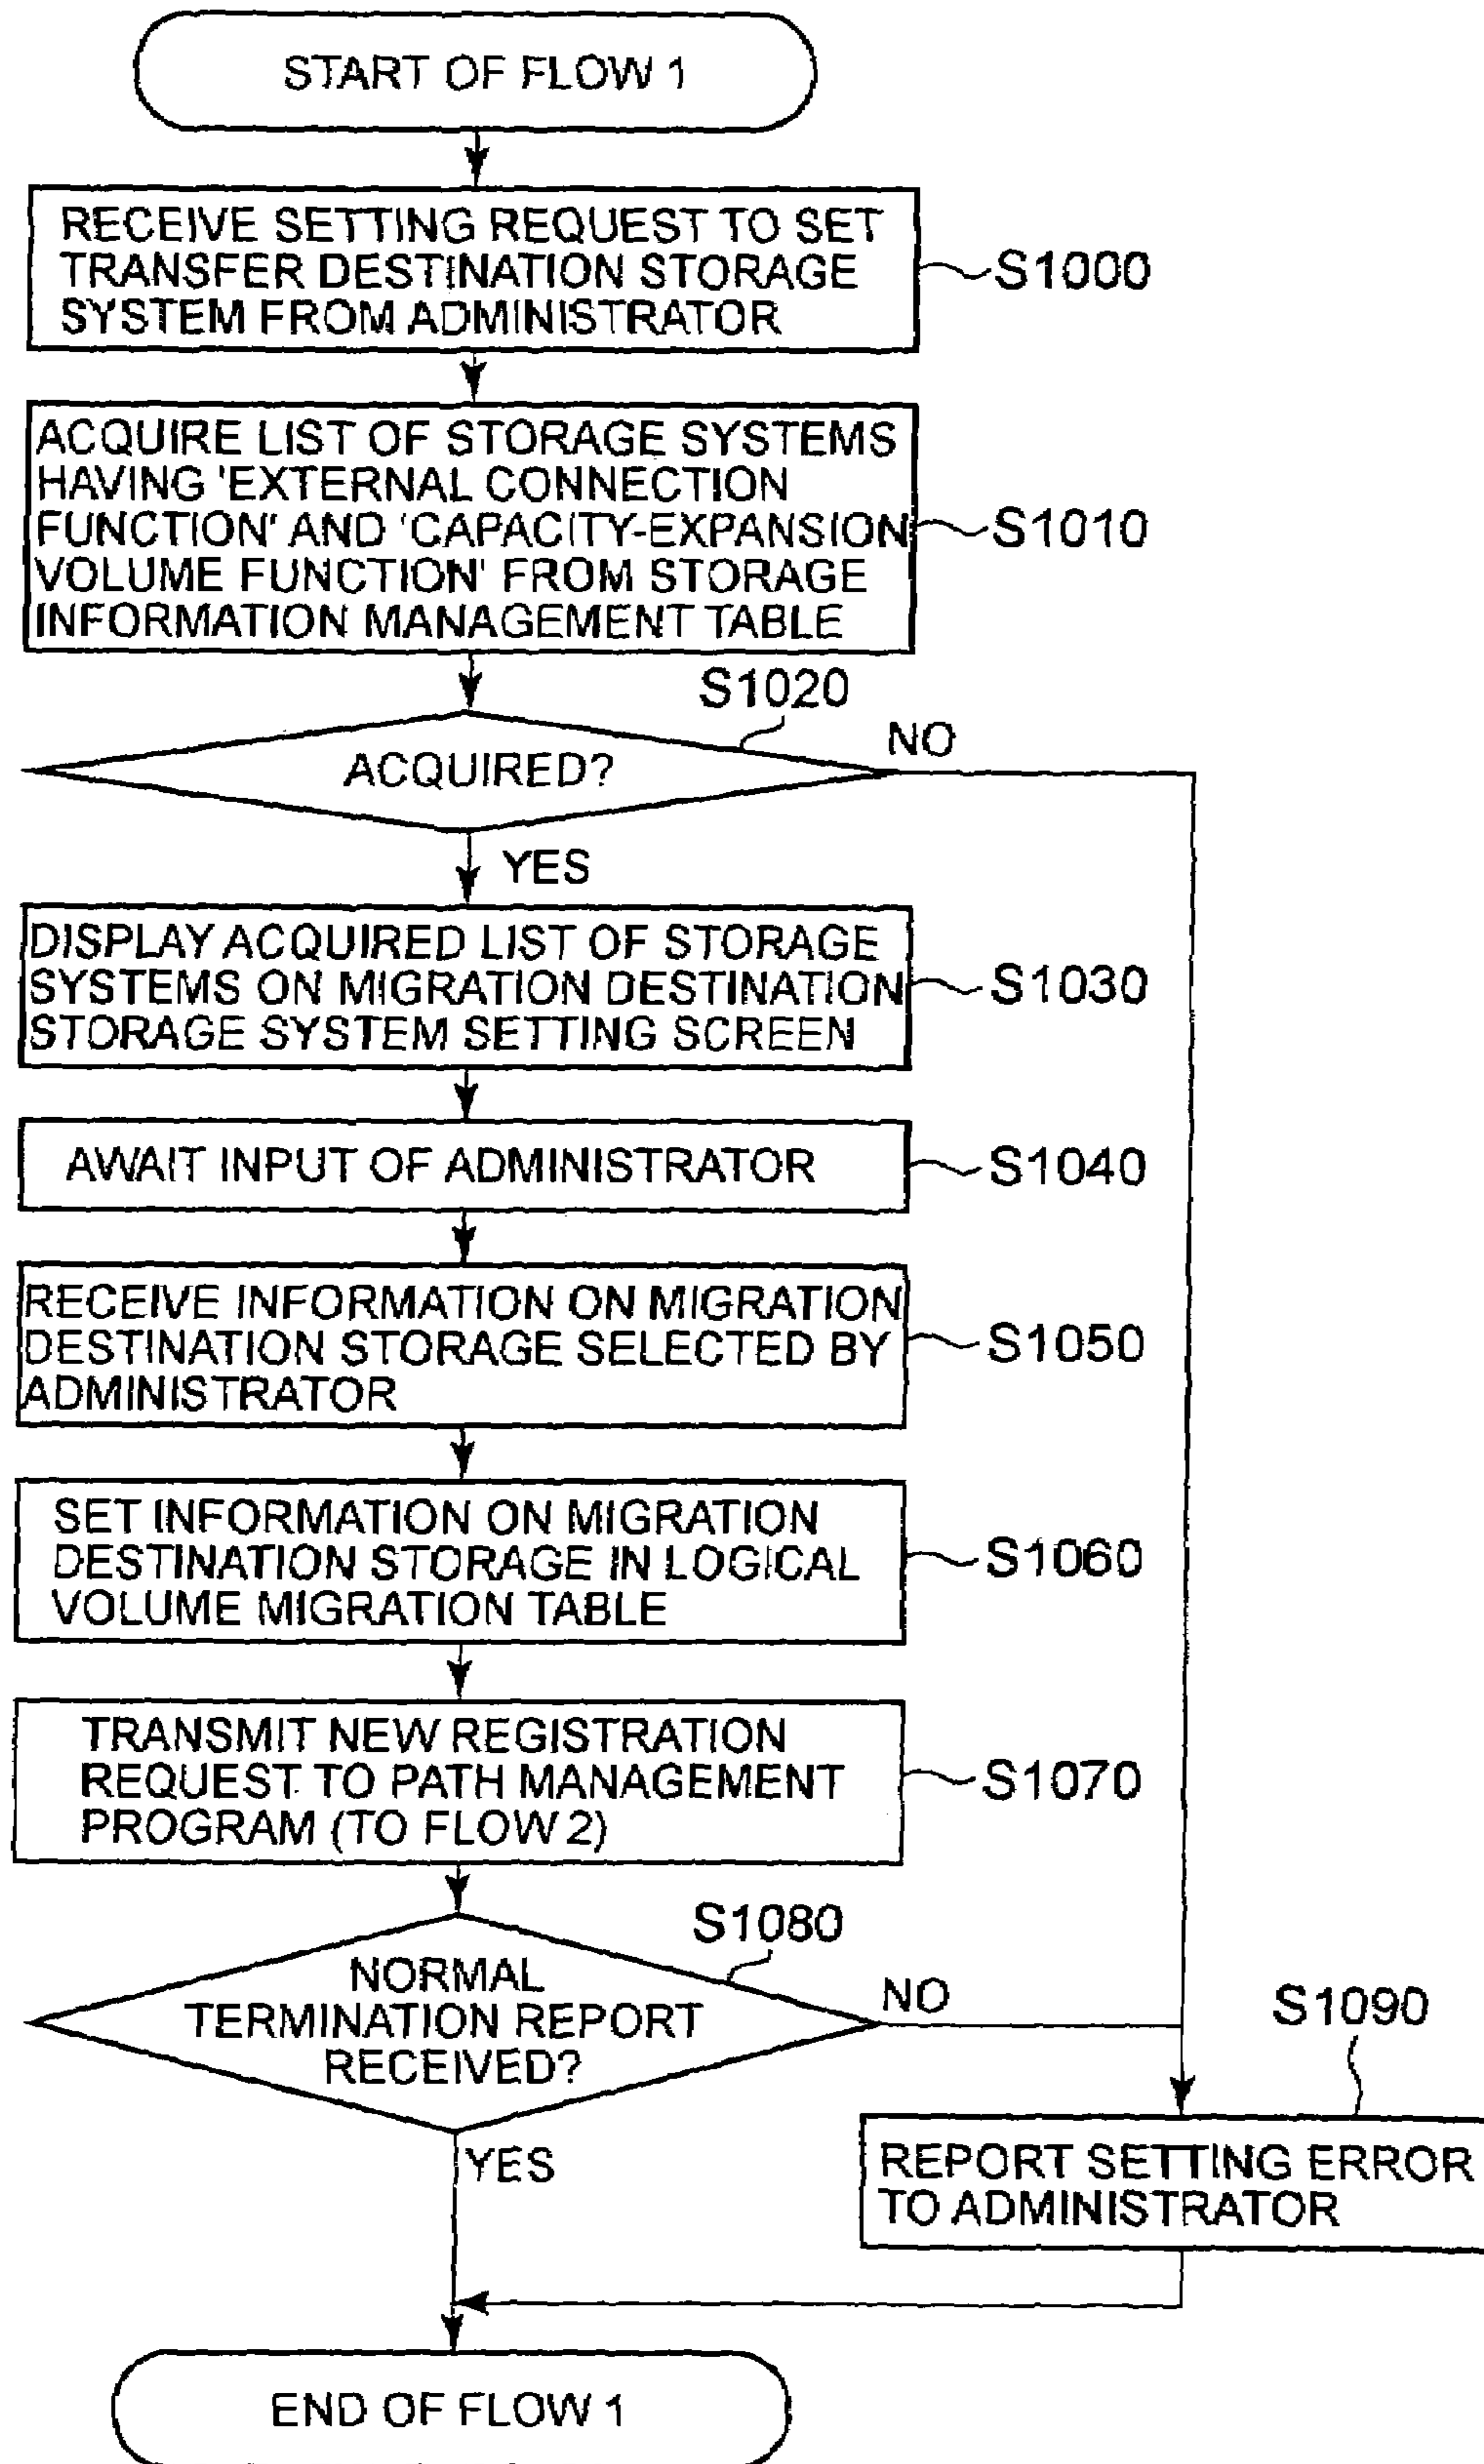 START OF FLOW 1
RECEIVE SETTING REQUEST TO SET
TRANSFER DESTINATION STORAGE
SYSTEM FROM ADMINISTRATOR
S1000
ACQUIRE LIST OF STORAGE SYSTEMS
HAVING 'EXTERNAL CONNECTION
FUNCTION' AND 'CAPACITY-EXPANSION
VOLUME FUNCTION' FROM STORAGE
INFORMATION MANAGEMENT TABLE
S1010
S1020
ACQUIRED?
NO
YES
DISPLAY ACQUIRED LIST OF STORAGE
SYSTEMS ON MIGRATION DESTINATION
STORAGE SYSTEM SETTING SCREEN
S1030
AWAIT INPUT OF ADMINISTRATOR
S1040
RECEIVE INFORMATION ON MIGRATION
DESTINATION STORAGE SELECTED BY
ADMINISTRATOR
S1050
SET INFORMATION ON MIGRATION
DESTINATION STORAGE IN LOGICAL
VOLUME MIGRATION TABLE
S1060
TRANSMIT NEW REGISTRATION
REQUEST TO PATH MANAGEMENT
PROGRAM (TO FLOW 2)
S1070
S1080
NORMAL
TERMINATION REPORT
RECEIVED?
NO
YES
S1090
REPORT SETTING ERROR
TO ADMINISTRATOR
END OF FLOW 1